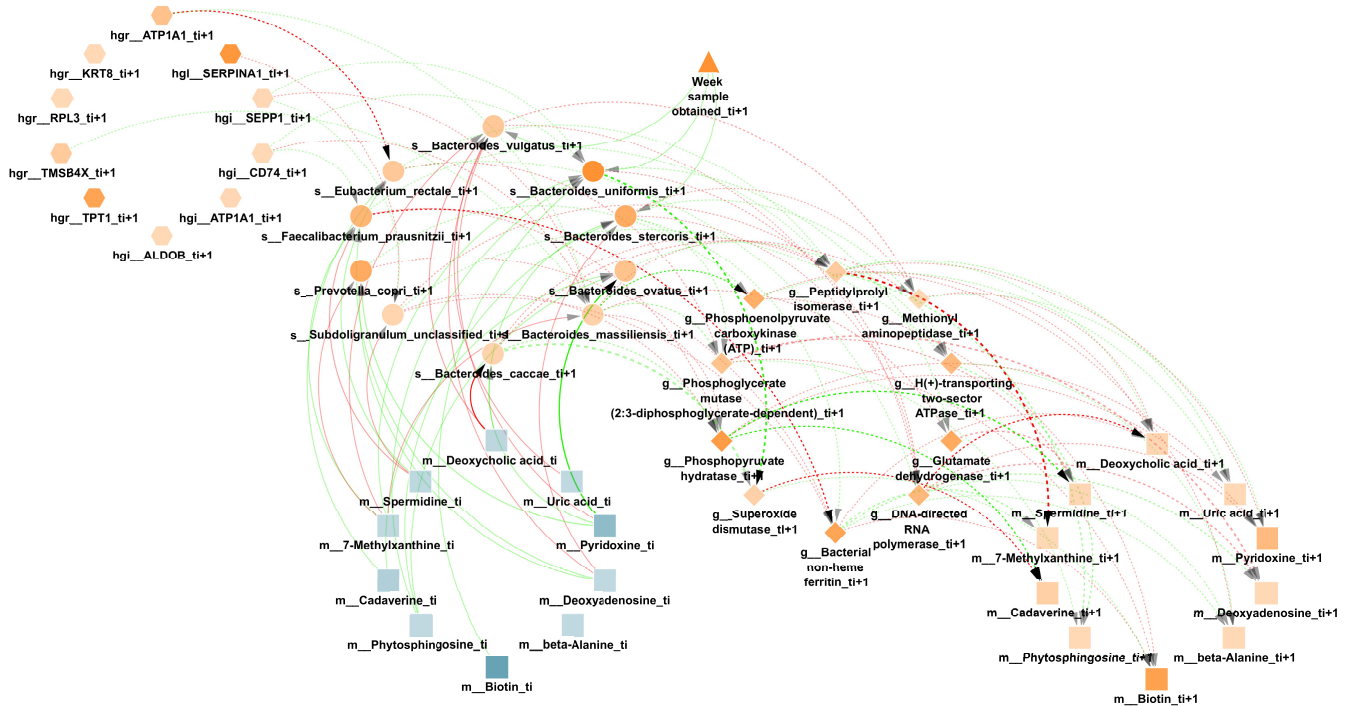 hgr__ATP1A1_ti+1
hgr__KRT8_ti+1
hgl__SERPINA1_tl+1
hgr__RPL3_ti+1
hgi__SEPP1_ti+1
hgr__TMSB4X_ti+1
hgi__CD74_ti+1
hgr__TPT1_ti+1
hgi__ATP1A1_ti+1
hgi__ALDOB_ti+1
Week
sample
obtained_ti+1
s__Bacteroides_vulgatus_ti+1
s__Eubacterium_rectale_ti+1
s__Bacteroides_uniformis_ti+1
s__Faecalibacterium_prausnitzii_ti+1
s__Bacteroides_stercoris_ti+1
s__Prevotella_copri_ti+1
s__Bacteroides_ovatus_ti+1
s__Subdoligranulum_unclassified_ti+1
s__Bacteroides_massiliensis_ti+1
s__Bacteroides_caccae_ti+1
g__Peptidylprolyl
isomerase_ti+1
g__Methionyl
aminopeptidase_ti+1
g__Phosphoenolpyruvate
carboxykinase
(ATP)_ti+1
g__Phosphoglycerate
mutase
(2:3-diphosphoglycerate-dependent)_ti+1
g__H(+)-transporting
two-sector
ATPase_ti+1
g__Phosphopyruvate
hydratase_ti+1
g__Glutamate
dehydrogenase_ti+1
g__Superoxide
dismutase_ti+1
g__DNA-directed
RNA
polymerase_ti+1
g__Bacterial
non-heme
ferritin_ti+1
m__Deoxycholic acid_ti
m__Spermidine_ti
m__Uric acid_ti
m__7-Methylxanthine_ti
m__Pyridoxine_ti
m__Cadaverine_ti
m__Deoxyadenosine_ti
m__Phytosphingosine_ti
m__beta-Alanine_ti
m__Biotin_ti
m__Deoxycholic acid_ti+1
m__Spermidine_ti+1
m__Uric acid_ti+1
m__7-Methylxanthine_ti+1
m__Pyridoxine_ti+1
m__Cadaverine_ti+1
m__Deoxyadenosine_ti+1
m__Phytosphingosine_ti+1
m__beta-Alanine_ti+1
m__Biotin_ti+1